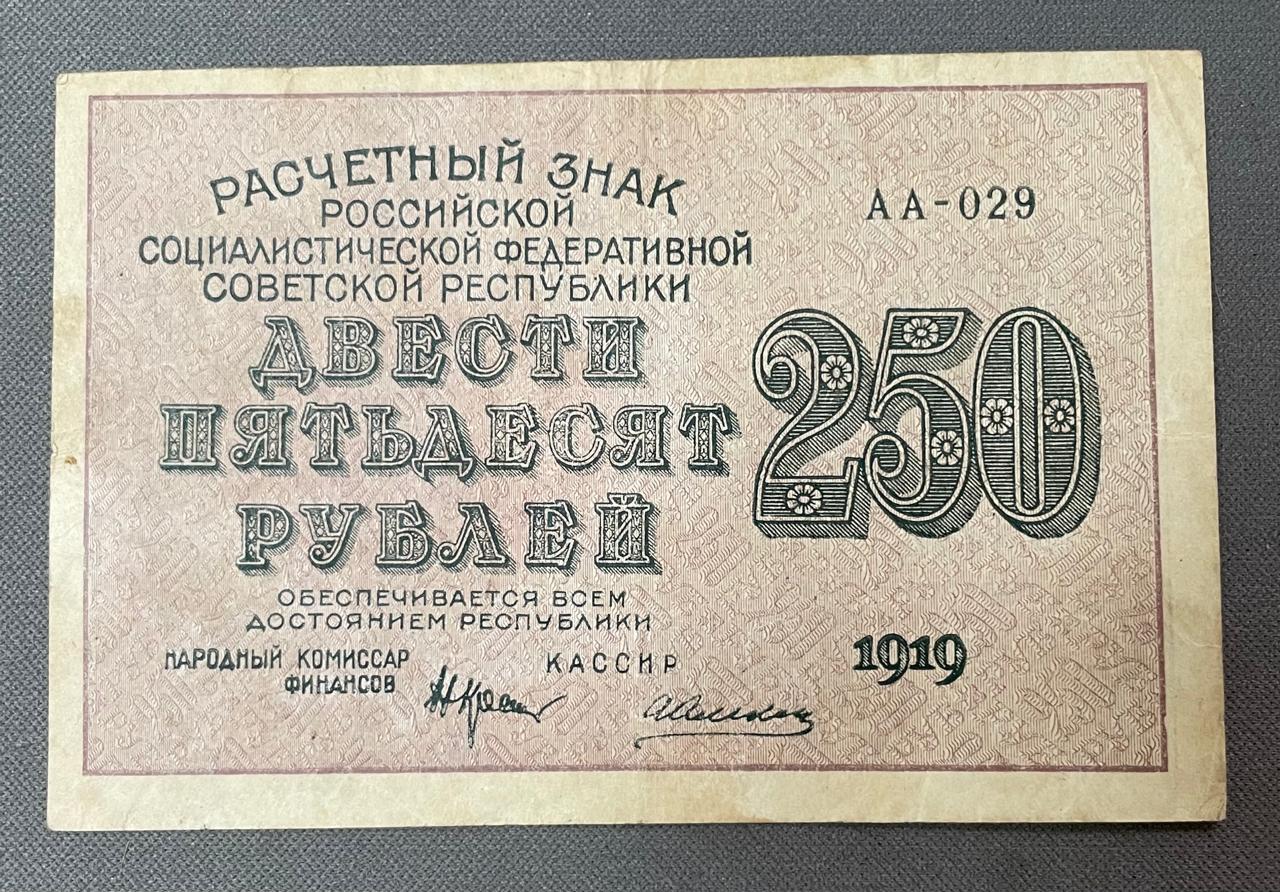 РАСЧЕТНЫЙ ЗНАК
РОССИЙСКОЙ
СОЦИАЛИСТИЧЕСКОЙ ФЕДЕРАТИВНОЙ
СОВЕТСКОЙ РЕСПУБЛИКИ
АА-029
ДВЕСТИ
ПЯТЬДЕСЯТ
РУБЛЕЙ
250
ОБЕСПЕЧИВАЕТСЯ ВСЕМ
ДОСТОЯНИЕМ РЕСПУБЛИКИ
НАРОДНЫЙ КОМИССАР
ФИНАНСОВ
КАССИР
1919